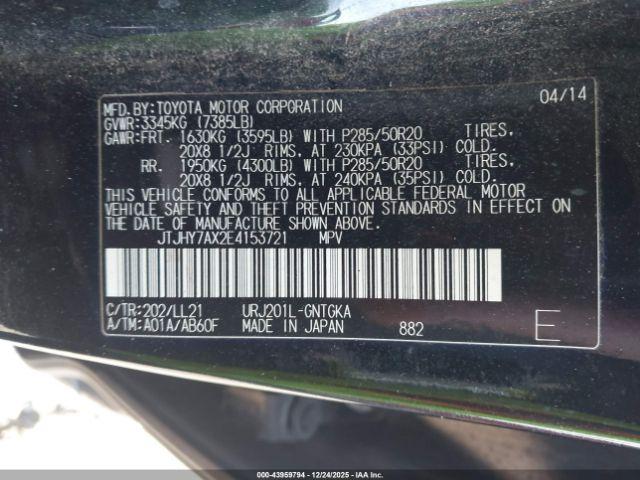 MFD.BY:TOYOTA MOTOR CORPORATION 04/14
GVWR:3345KG (7385LB)
GAWR:FRT. 1630KG (3595LB) WITH P285/50R20 TIRES,
20X8 1/2J RIMS, AT 230KPA (33PSI) COLD.
RR. 1950KG (4300LB) WITH P285/50R20 TIRES,
20X8 1/2J RIMS, AT 240KPA (35PSI) COLD.
THIS VEHICLE CONFORMS TO ALL APPLICABLE FEDERAL MOTOR
VEHICLE SAFETY AND THEFT PREVENTION STANDARDS IN EFFECT ON
THE DATE OF MANUFACTURE SHOWN ABOVE.
JTJHY7AX2E4153721 MPV
C/TR:202/LL21 URJ201L-GNTGKA
A/TM:A01A/AB60F MADE IN JAPAN 882 E
000-43959794 - 12/24/2025 - IAA Corp.